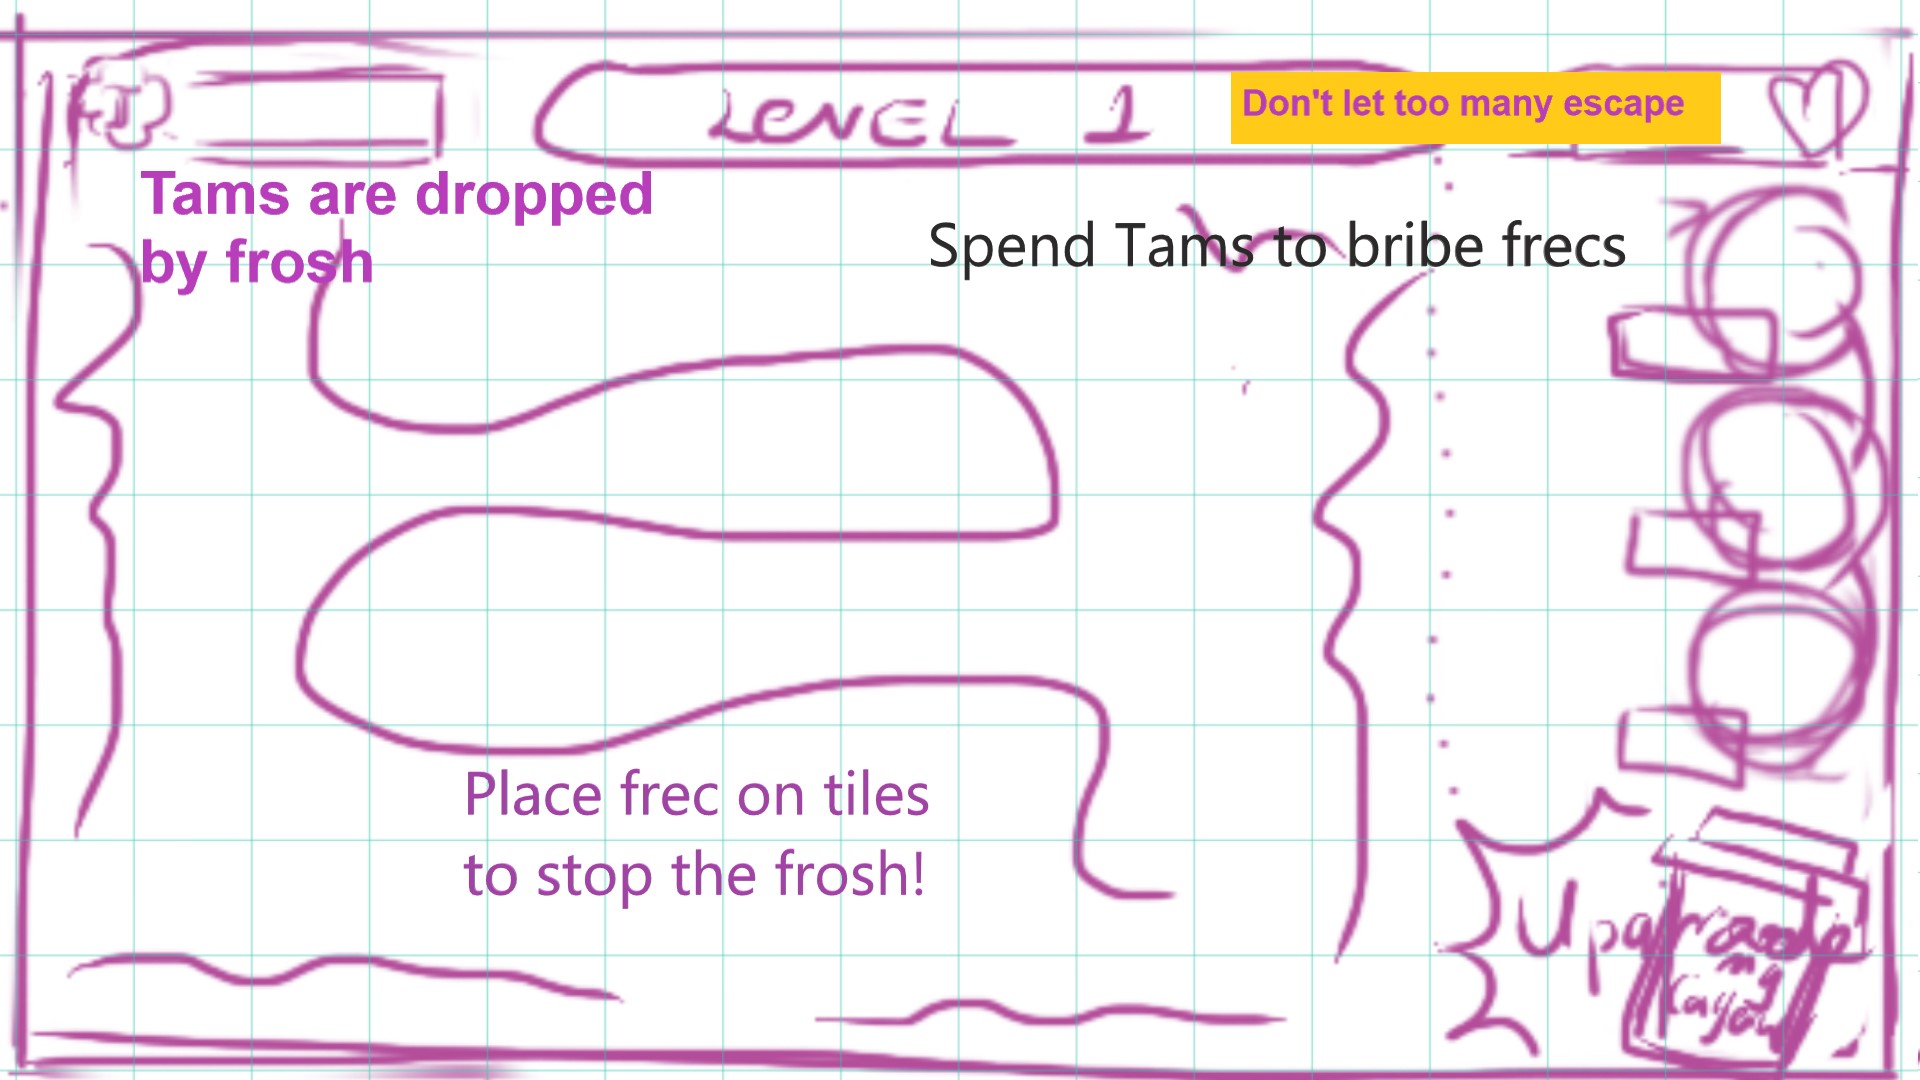 LEVEL 1
Don't let too many escape
Tams are dropped
by frosh
Spend Tams to bribe frecs
Place frec on tiles
to stop the frosh!
Upgrade